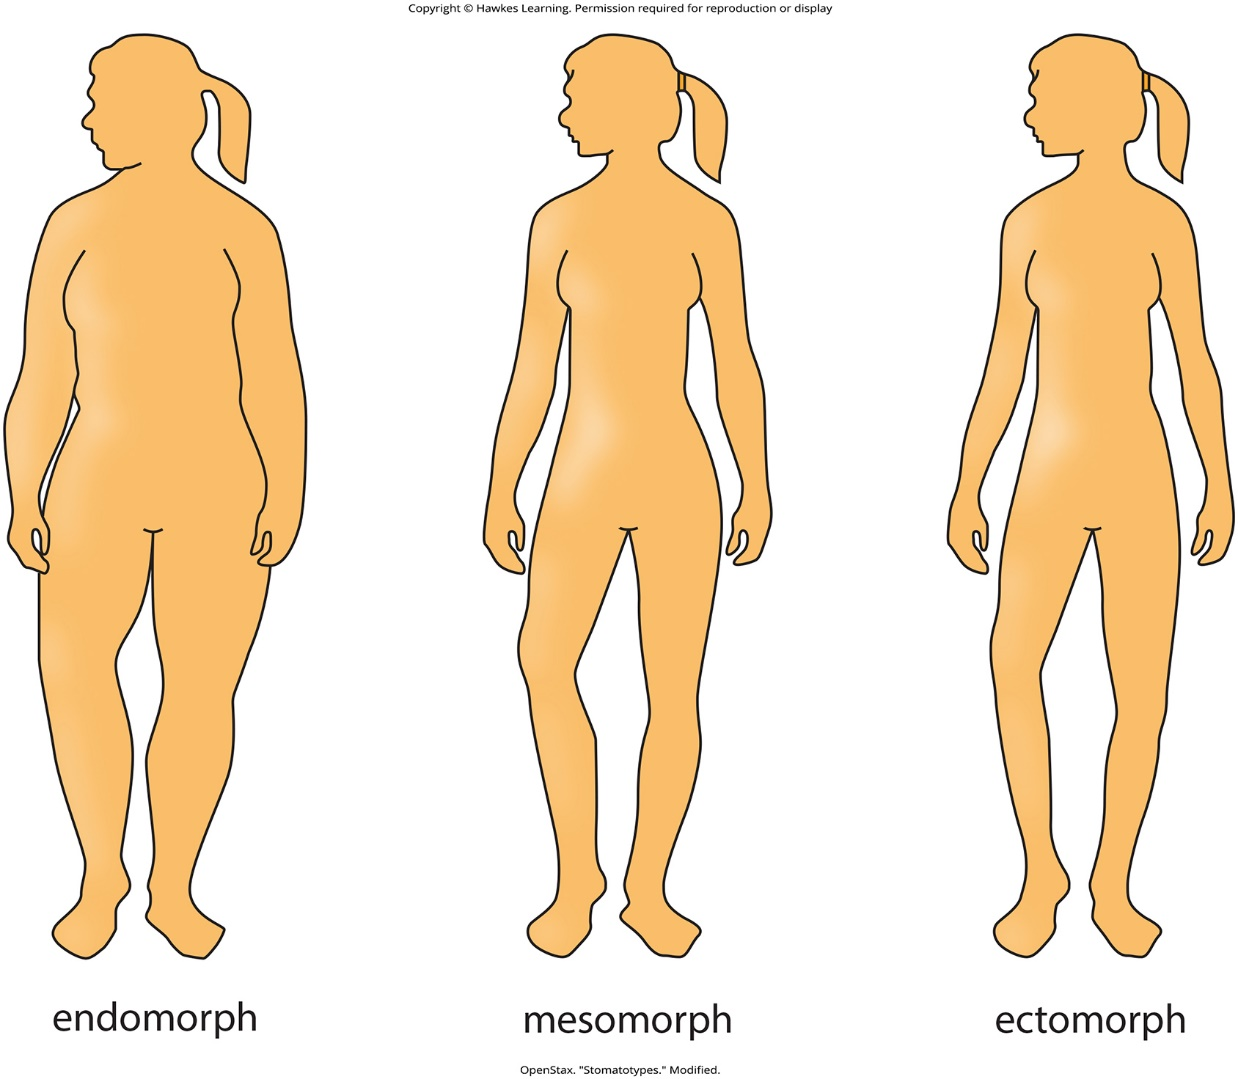 Copyright © Hawkes Learning. Permission required for reproduction or display
endomorph
mesomorph
ectomorph
OpenStax. "Stomatotypes." Modified.